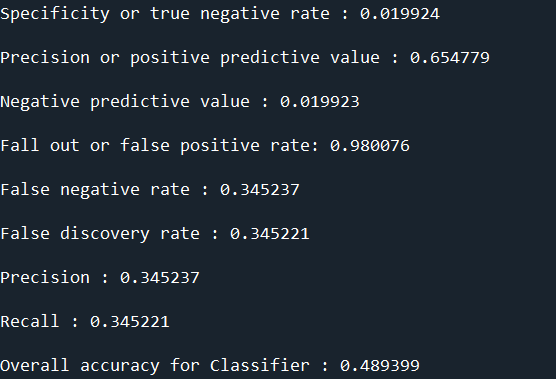 Specificity or true negative rate : 0.019924
Precision or positive predictive value : 0.654779
Negative predictive value : 0.019923
Fall out or false positive rate: 0.980076
False negative rate : 0.345237
False discovery rate : 0.345221
Precision : 0.345237
Recall : 0.345221
Overall accuracy for Classifier : 0.489399